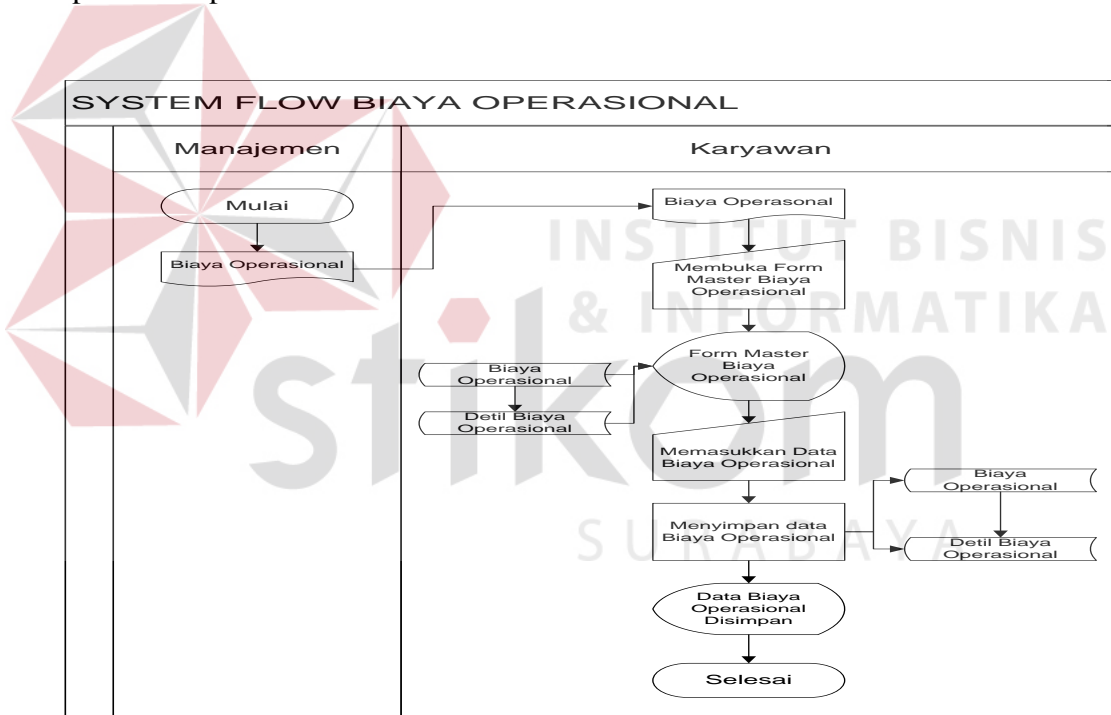 SYSTEM FLOW BIAYA OPERASIONAL
Manajemen
Karyawan
Mulai
Biaya Operasional
Biaya Operasonal
Membuka Form
Master Biaya
Operasional
Form Master
Biaya
Operasional
Biaya
Operasional
Detil Biaya
Operasional
Memasukkan Data
Biaya Operasional
Menyimpan data
Biaya Operasional
Biaya
Operasional
Detil Biaya
Operasional
Data Biaya
Operasional
Disimpan
Selesai
INSTITUT BISNIS
& INFORMATIKA
stikom
SURABAYA